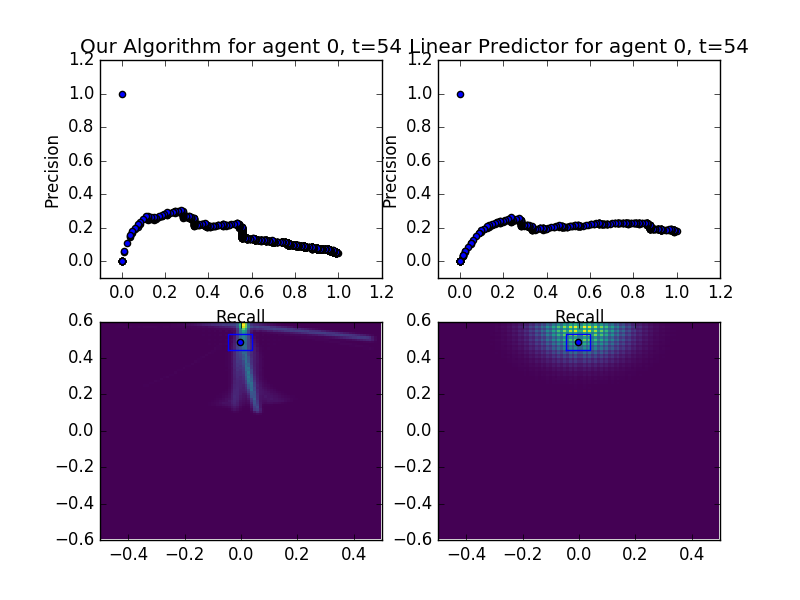 Our Algorithm for agent 0, t=54
Linear Predictor for agent 0, t=54
1.2
1.0
0.8
0.6
0.4
0.2
0.0
Precision
0.0 0.2 0.4 0.6 0.8 1.0 1.2
Recall
1.2
1.0
0.8
0.6
0.4
0.2
0.0
Precision
0.0 0.2 0.4 0.6 0.8 1.0 1.2
Recall
0.6
0.4
0.2
0.0
−0.2
−0.4
−0.6
−0.4 −0.2 0.0 0.2 0.4
0.6
0.4
0.2
0.0
−0.2
−0.4
−0.6
−0.4 −0.2 0.0 0.2 0.4